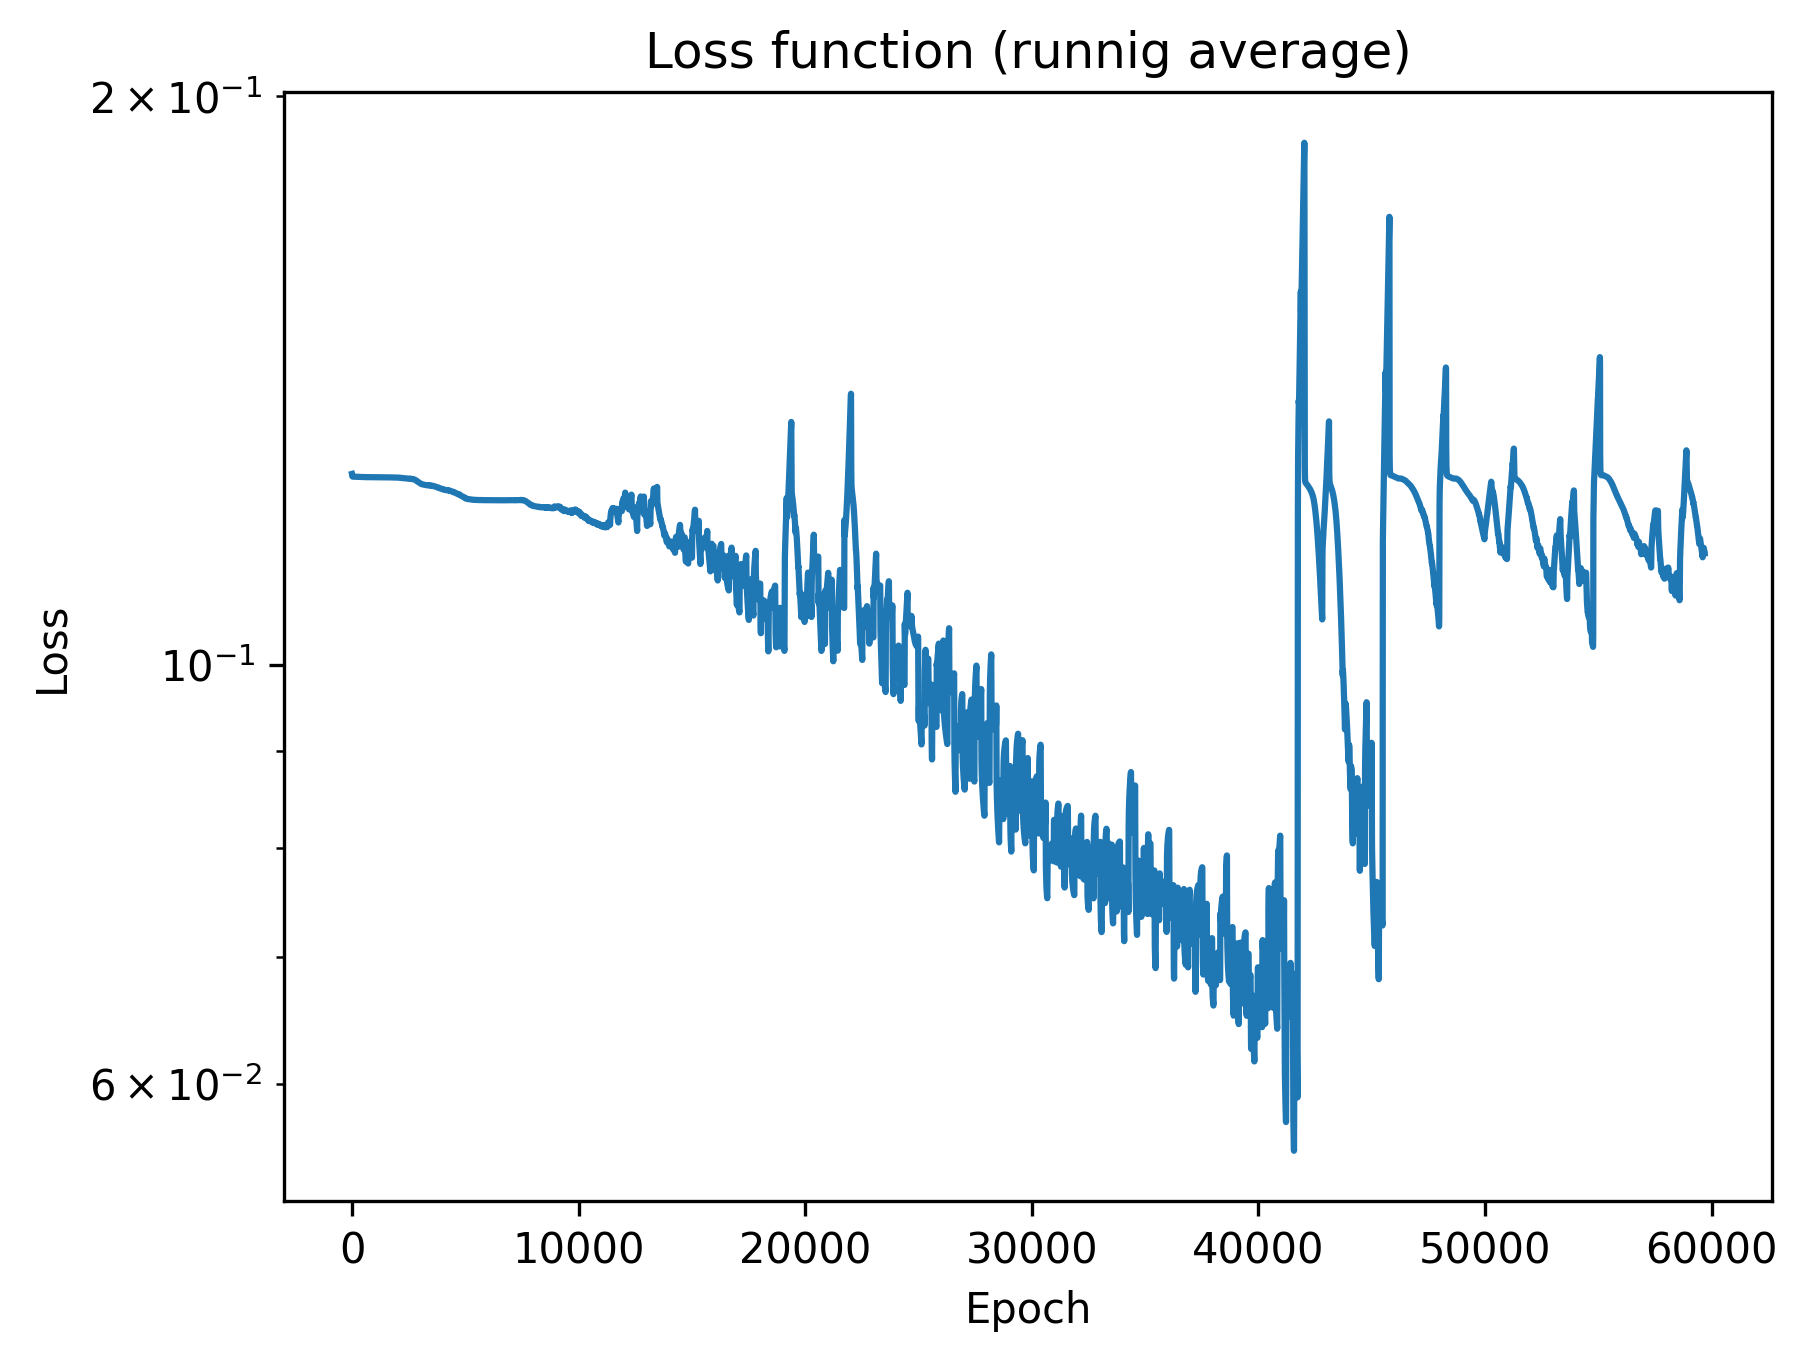 Loss function (runnig average)
2 × 10⁻¹
10⁻¹
6 × 10⁻²
Loss
0 10000 20000 30000 40000 50000 60000
Epoch